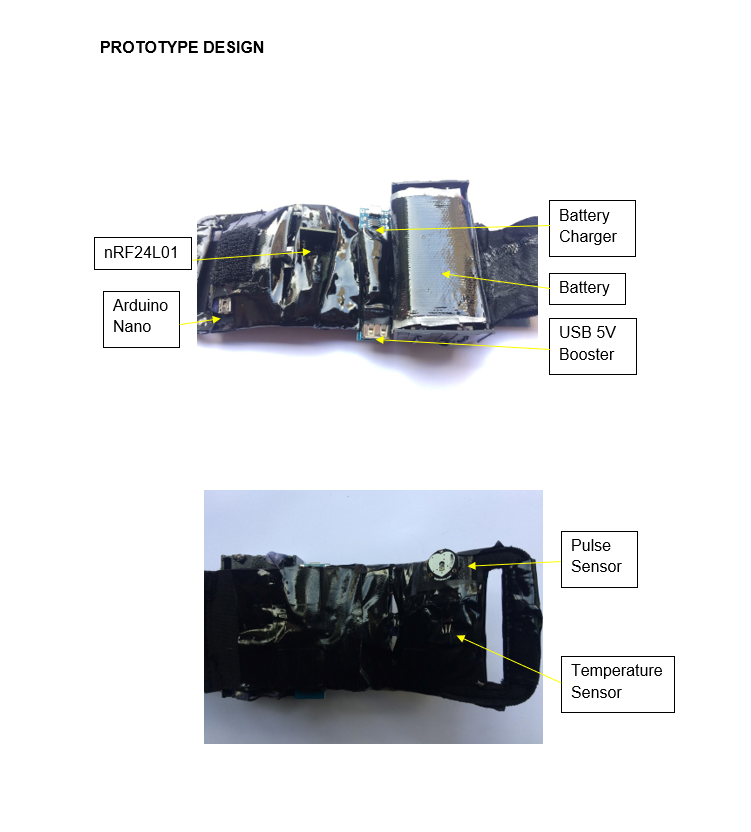 PROTOTYPE DESIGN
nRF24L01
Arduino
Nano
Battery
Charger
Battery
USB 5V
Booster
Pulse
Sensor
Temperature
Sensor